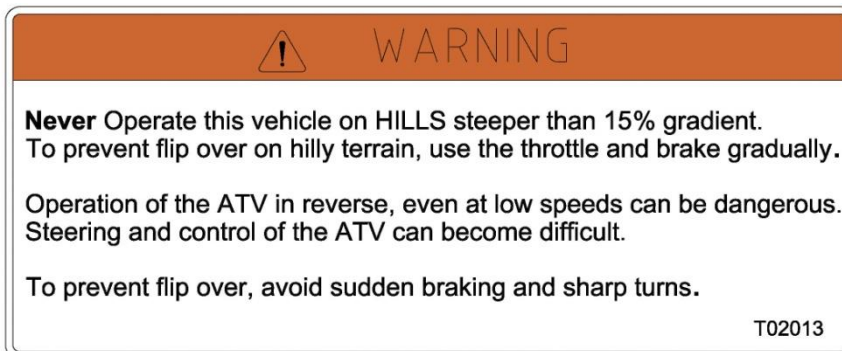 WARNING
Never Operate this vehicle on HILLS steeper than 15% gradient.
To prevent flip over on hilly terrain, use the throttle and brake gradually.
Operation of the ATV in reverse, even at low speeds can be dangerous.
Steering and control of the ATV can become difficult.
To prevent flip over, avoid sudden braking and sharp turns.
T02013